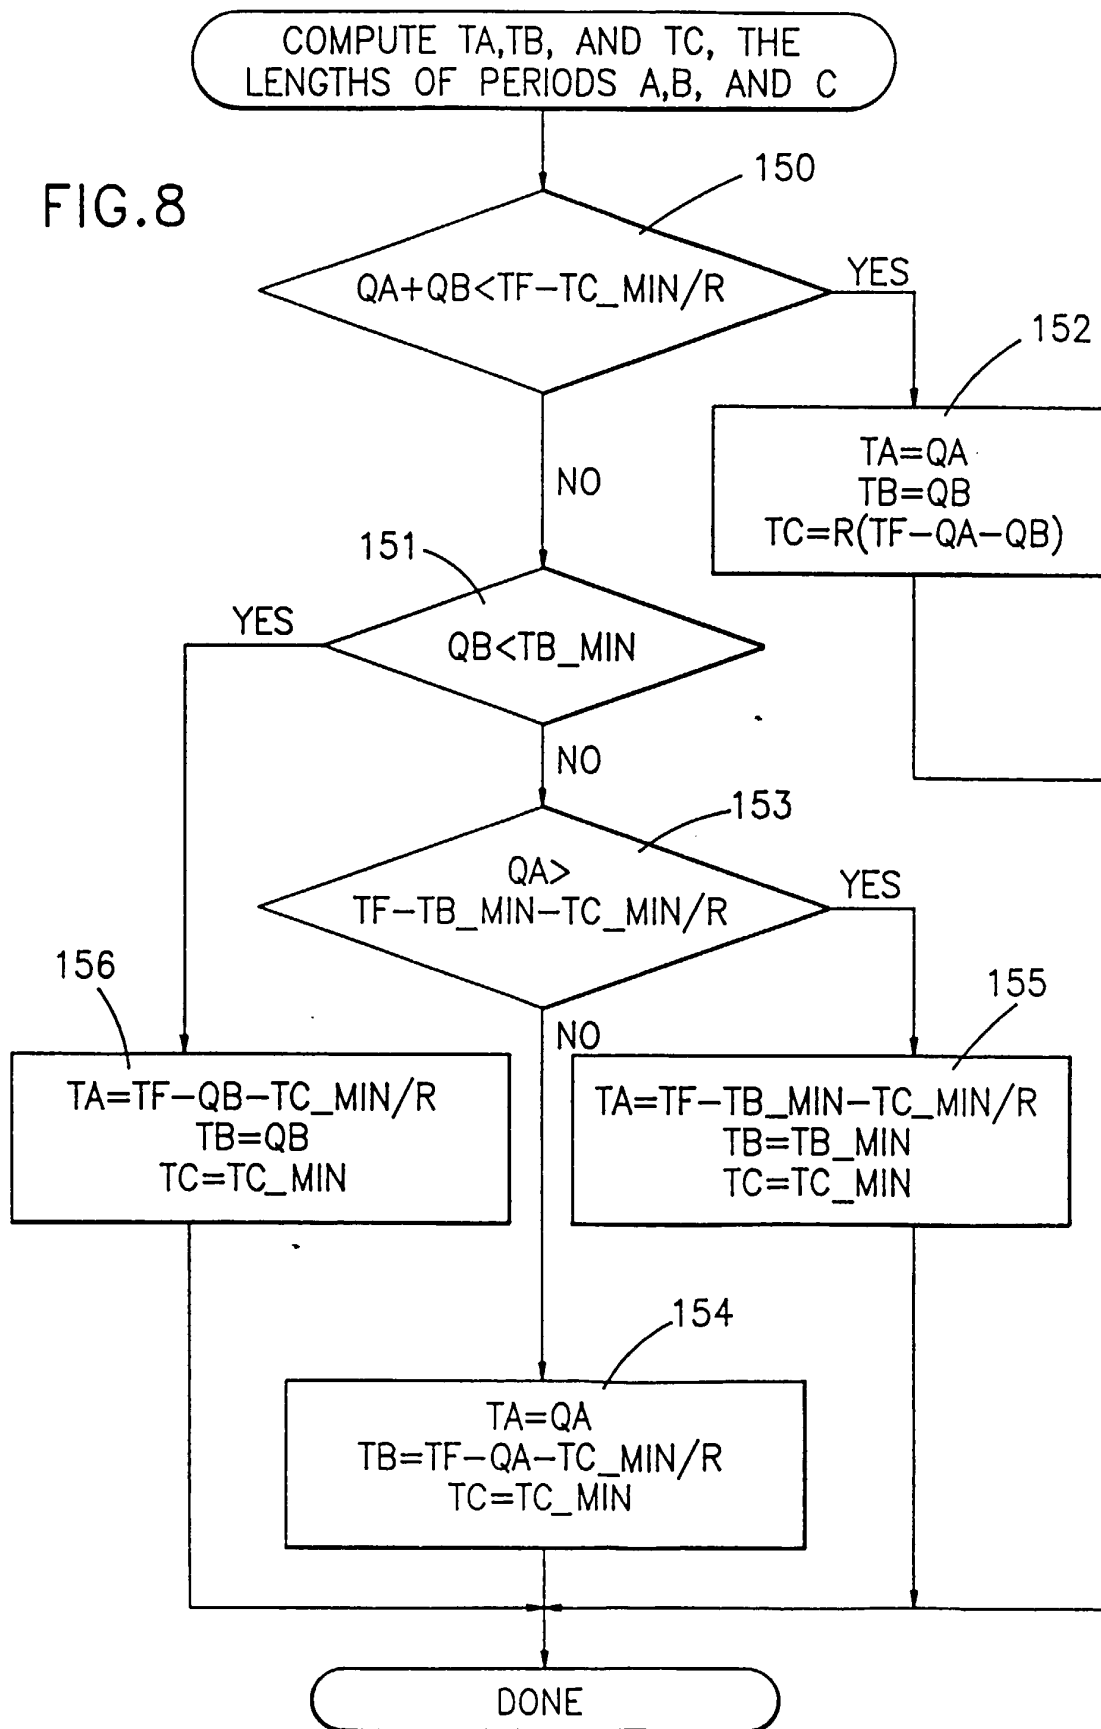 COMPUTE TA,TB, AND TC, THE
LENGTHS OF PERIODS A,B, AND C
FIG.8
150
QA+QB<TF-TC_MIN/R
YES
152
TA=QA
TB=QB
TC=R(TF-QA-QB)
NO
151
YES
QB<TB_MIN
NO
153
QA>
TF-TB_MIN-TC_MIN/R
YES
156
155
NO
TA=TF-QB-TC_MIN/R
TB=QB
TC=TC_MIN
TA=TF-TB_MIN-TC_MIN/R
TB=TB_MIN
TC=TC_MIN
154
TA=QA
TB=TF-QA-TC_MIN/R
TC=TC_MIN
DONE